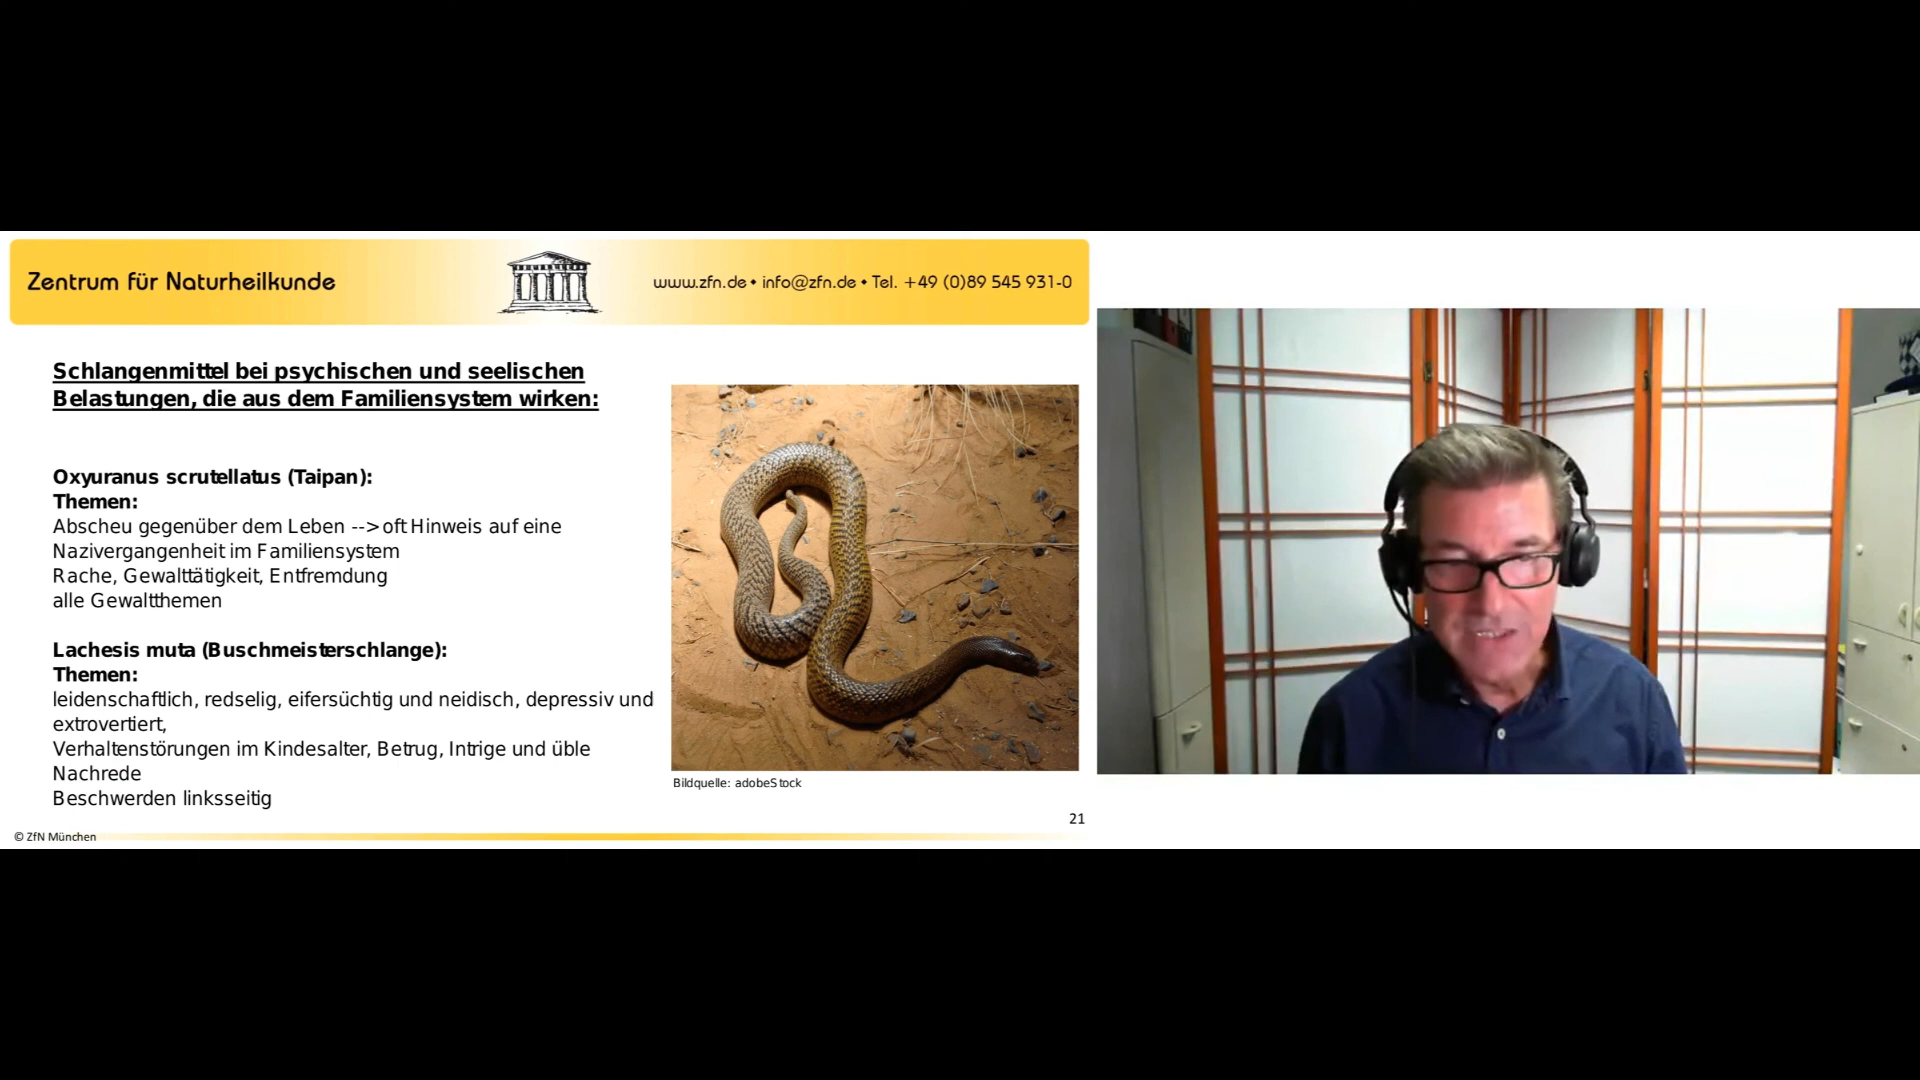 Zentrum für Naturheilkunde
www.zfn.de • info@zfn.de • Tel. +49 (0)89 545 931-0
Schlangenmittel bei psychischen und seelischen
Belastungen, die aus dem Familiensystem wirken:
Oxyuranus scrutellatus (Taipan):
Themen:
Abscheu gegenüber dem Leben --> oft Hinweis auf eine
Nazivergangenheit im Familiensystem
Rache, Gewalttätigkeit, Entfremdung
alle Gewaltthemen
Lachesis muta (Buschmeisterschlange):
Themen:
leidenschaftlich, redselig, eifersüchtig und neidisch, depressiv und
extrovertiert,
Verhaltenstörungen im Kindesalter, Betrug, Intrige und üble
Nachrede
Beschwerden linksseitig
Bildquelle: adobeStock
21
© ZfN München